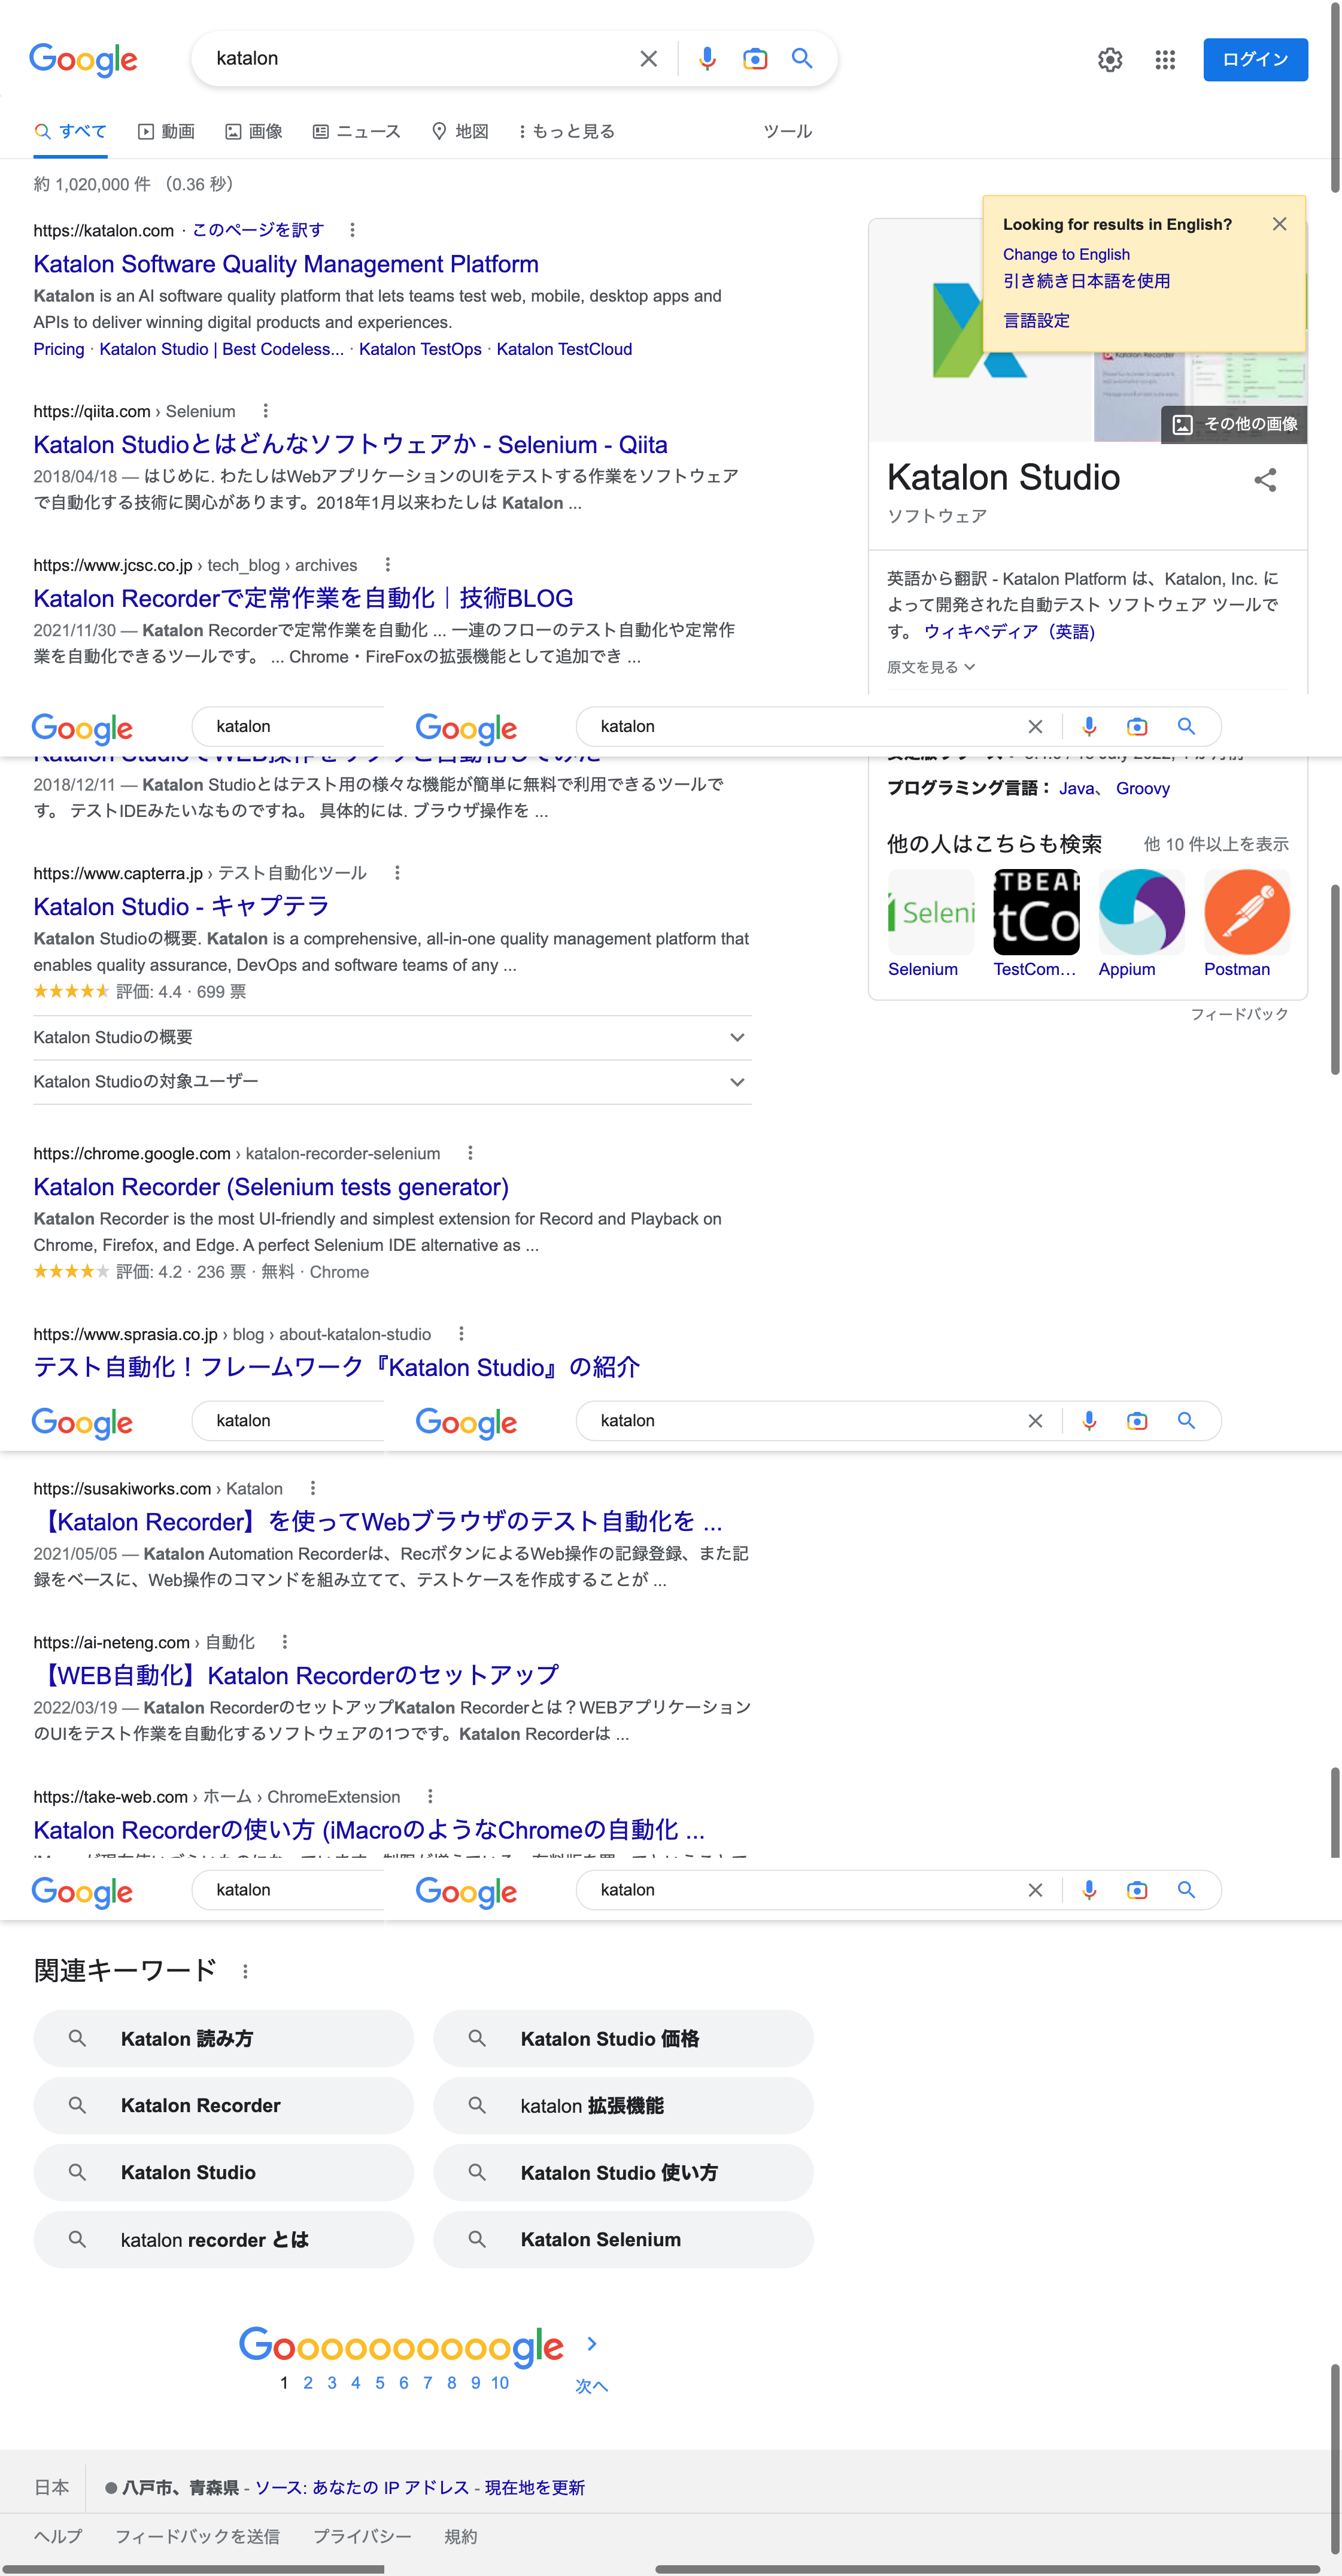 Google
katalon
ログイン
すべて
動画
画像
ニュース
地図
もっと見る
ツール
約 1,020,000 件 （0.36 秒）
https://katalon.com · このページを訳す
Katalon Software Quality Management Platform
Katalon is an AI software quality platform that lets teams test web, mobile, desktop apps and
APIs to deliver winning digital products and experiences.
Pricing · Katalon Studio | Best Codeless... · Katalon TestOps · Katalon TestCloud
https://qiita.com › Selenium
Katalon Studioとはどんなソフトウェアか - Selenium - Qiita
2018/04/18 — はじめに. わたしはWebアプリケーションのUIをテストする作業をソフトウェア
で自動化する技術に関心があります。2018年1月以来わたしは Katalon ...
https://www.jcsc.co.jp › tech_blog › archives
Katalon Recorderで定常作業を自動化｜技術BLOG
2021/11/30 — Katalon Recorderで定常作業を自動化 ... 一連のフローのテスト自動化や定常作
業を自動化できるツールです。 ... Chrome・FireFoxの拡張機能として追加でき ...
Looking for results in English?
Change to English
引き続き日本語を使用
言語設定
Katalon Recorder
その他の画像
Katalon Studio
ソフトウェア
英語から翻訳 - Katalon Platform は、Katalon, Inc. に
よって開発された自動テスト ソフトウェア ツールで
す。 ウィキペディア（英語)
原文を見る
Google
katalon
Google
katalon
Katalon StudioでWEB操作をサクッと自動化してみた
2018/12/11 — Katalon Studioとはテスト用の様々な機能が簡単に無料で利用できるツールで
す。 テストIDEみたいなものですね。 具体的には. ブラウザ操作を ...
https://www.capterra.jp › テスト自動化ツール
Katalon Studio - キャプテラ
Katalon Studioの概要. Katalon is a comprehensive, all-in-one quality management platform that
enables quality assurance, DevOps and software teams of any ...
評価: 4.4 · 699 票
Katalon Studioの概要
Katalon Studioの対象ユーザー
https://chrome.google.com › katalon-recorder-selenium
Katalon Recorder (Selenium tests generator)
Katalon Recorder is the most UI-friendly and simplest extension for Record and Playback on
Chrome, Firefox, and Edge. A perfect Selenium IDE alternative as ...
評価: 4.2 · 236 票 · 無料 · Chrome
https://www.sprasia.co.jp › blog › about-katalon-studio
テスト自動化！フレームワーク『Katalon Studio』の紹介
プログラミング言語： Java、 Groovy
他の人はこちらも検索
他 10 件以上を表示
Seleni
TBEAR
tCo
Selenium
TestCom...
Appium
Postman
フィードバック
Google
katalon
Google
katalon
https://susakiworks.com › Katalon
【Katalon Recorder】を使ってWebブラウザのテスト自動化を ...
2021/05/05 — Katalon Automation Recorderは、RecボタンによるWeb操作の記録登録、また記
録をベースに、Web操作のコマンドを組み立てて、テストケースを作成することが ...
https://ai-neteng.com › 自動化
【WEB自動化】Katalon Recorderのセットアップ
2022/03/19 — Katalon RecorderのセットアップKatalon Recorderとは？WEBアプリケーション
のUIをテスト作業を自動化するソフトウェアの1つです。Katalon Recorderは ...
https://take-web.com › ホーム › ChromeExtension
Katalon Recorderの使い方 (iMacroのようなChromeの自動化 ...
Google
katalon
Google
katalon
関連キーワード
Katalon 読み方
Katalon Studio 価格
Katalon Recorder
katalon 拡張機能
Katalon Studio
Katalon Studio 使い方
katalon recorder とは
Katalon Selenium
Goooooooooogle
1 2 3 4 5 6 7 8 9 10
次へ
日本
八戸市、青森県 - ソース: あなたの IP アドレス - 現在地を更新
ヘルプ
フィードバックを送信
プライバシー
規約